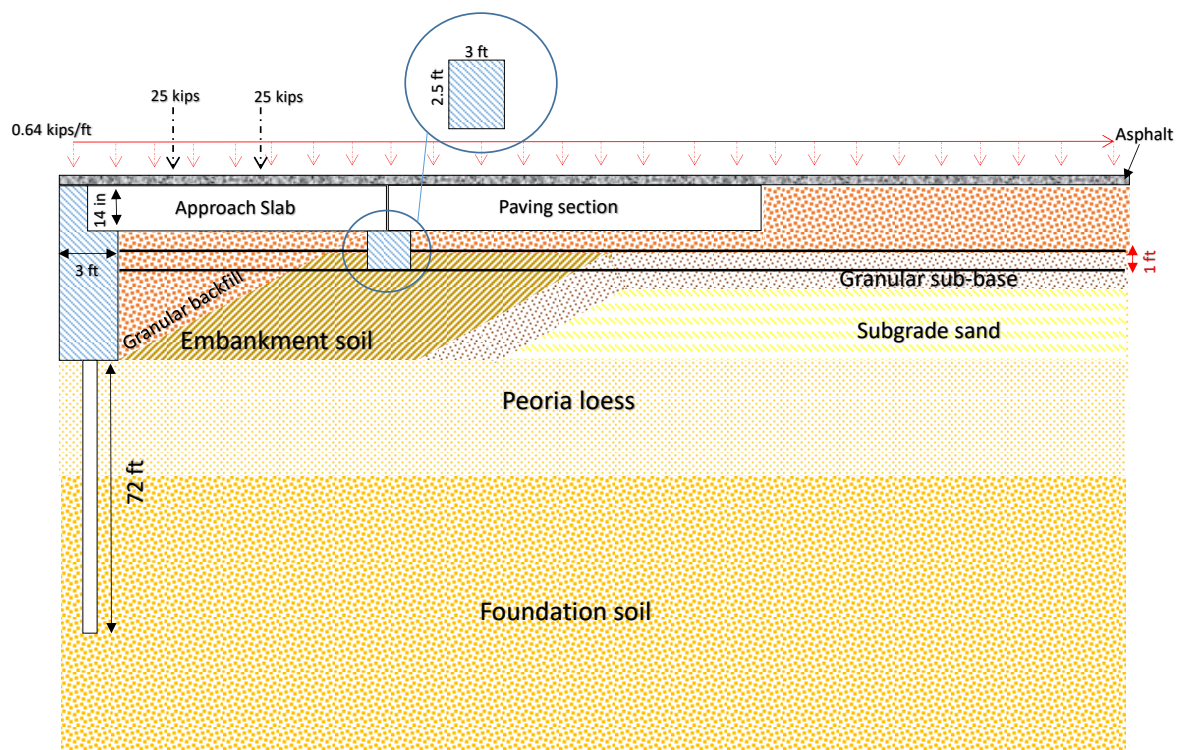 3 ft
2.5 ft
25 kips
25 kips
0.64 kips/ft
Asphalt
14 in
Approach Slab
Paving section
3 ft
1 ft
Granular backfill
Granular sub-base
Embankment soil
Subgrade sand
Peoria loess
72 ft
Foundation soil